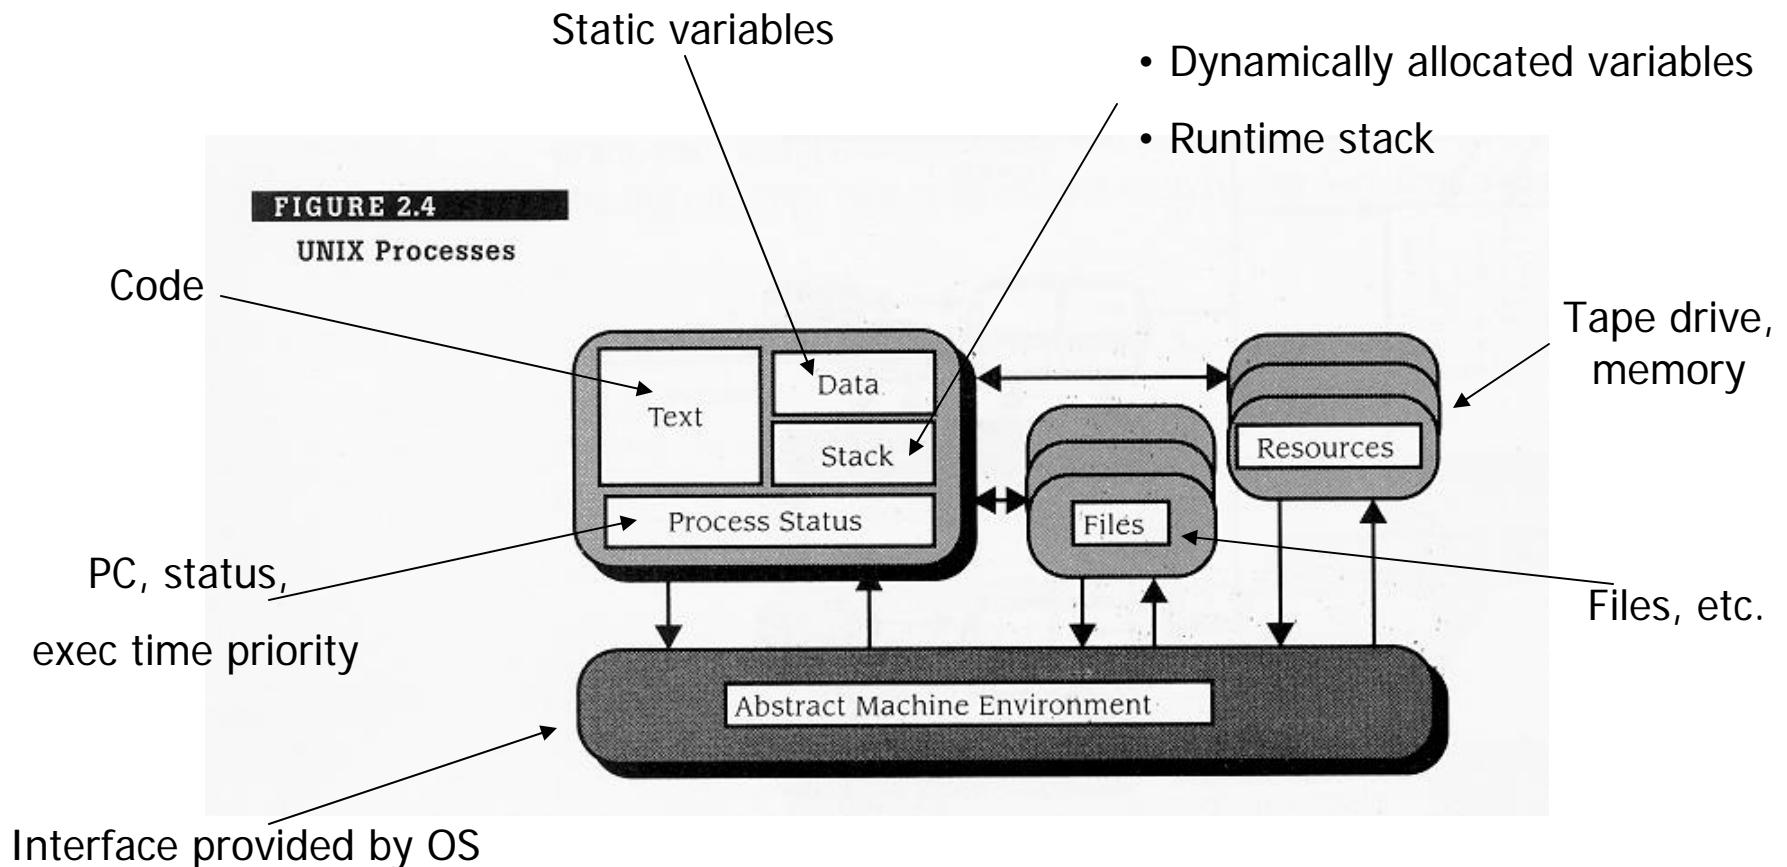 Static variables
• Dynamically allocated variables
• Runtime stack
FIGURE 2.4
UNIX Processes
Code
Tape drive,
memory
Text
Data
Stack
Resources
Process Status
Files
PC, status,
exec time priority
Files, etc.
Abstract Machine Environment
Interface provided by OS